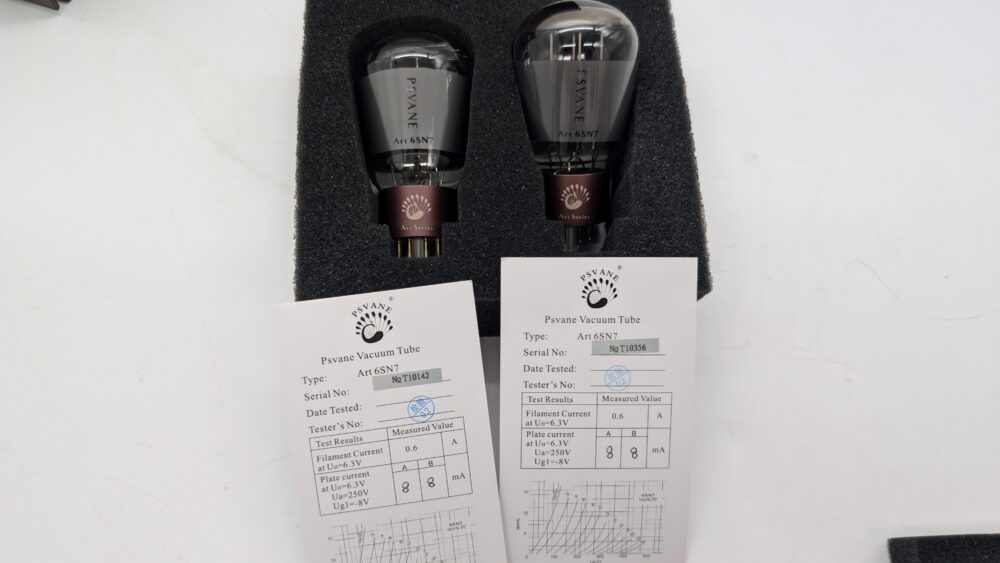 PSVANE
Art 6SN7
Art Series
PSVANE
Art 6SN7
Art Series
PSVANE®
Psvane Vacuum Tube
Type: Art 6SN7
Serial No: №T10142
Date Tested:
Tester's No: 02
Test Results Measured Value
Filament Current
at UH=6.3V 0.6 A
Plate current
at UH=6.3V
Ua=250V
Ug1=-8V
A B
8 8 mA
PSVANE®
Psvane Vacuum Tube
Type: Art 6SN7
Serial No: №T10356
Date Tested:
Tester's No: 02
Test Results Measured Value
Filament Current
at UH=6.3V 0.6 A
Plate current
at UH=6.3V
Ua=250V
Ug1=-8V
A B
8 8 mA
6SN7